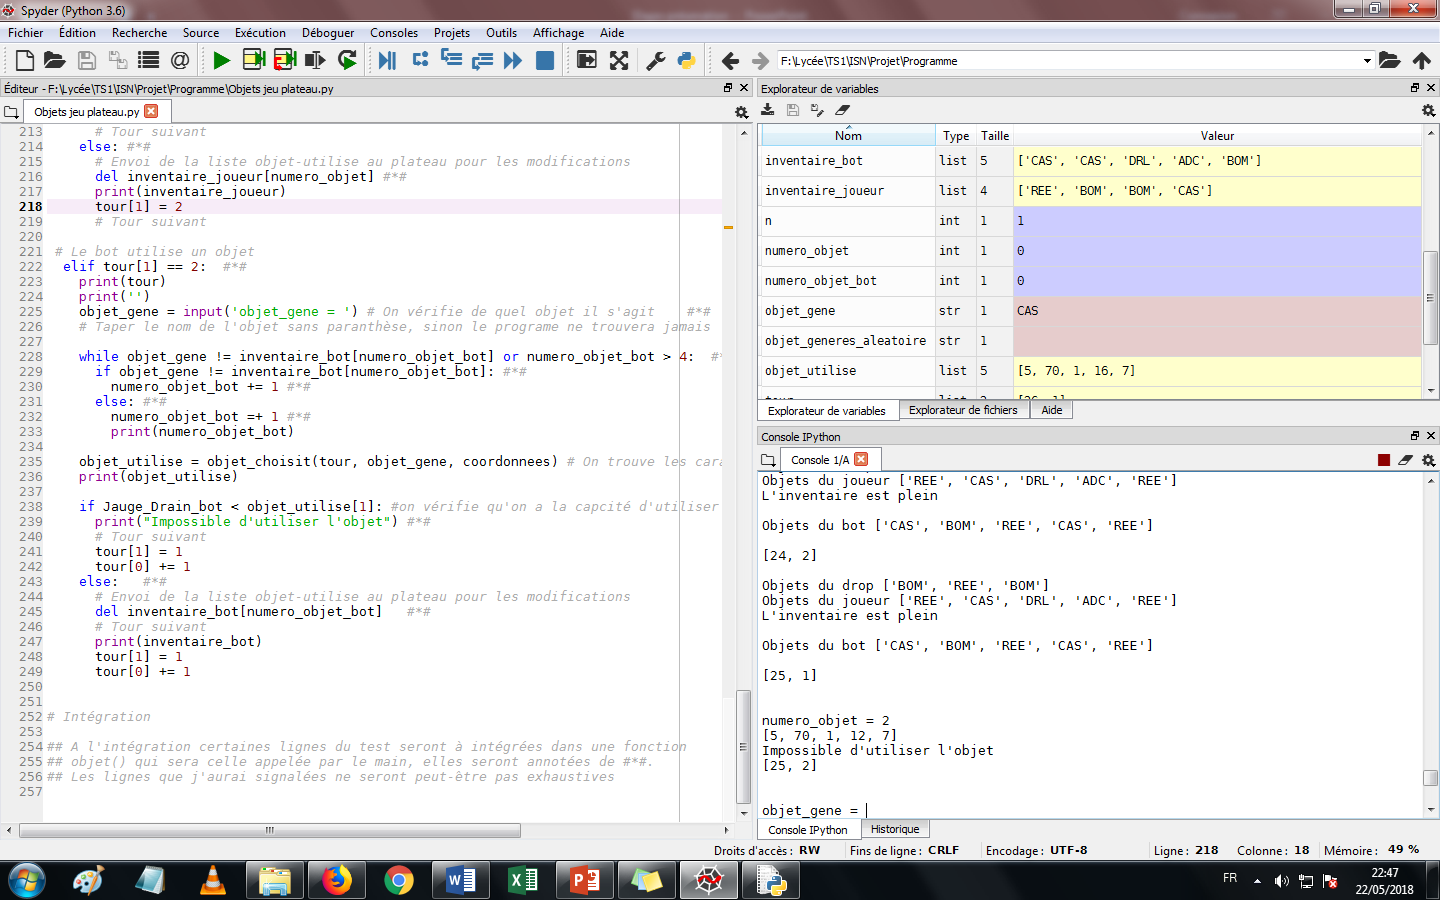 Spyder (Python 3.6)
Fichier Édition Recherche Source Exécution Déboguer Consoles Projets Outils Affichage Aide
F:\Lycée\TS1\ISN\Projet\Programme
Éditeur - F:\Lycée\TS1\ISN\Projet\Programme\Objets jeu plateau.py
Objets jeu plateau.py
213 # Tour suivant
214 else: #*#
215 # Envoi de la liste objet-utilise au plateau pour les modifications
216 del inventaire_joueur[numero_objet] #*#
217 print(inventaire_joueur)
218 tour[1] = 2
219 # Tour suivant
220
221 # Le bot utilise un objet
222 elif tour[1] == 2: #*#
223 print(tour)
224 print('')
225 objet_gene = input('objet_gene = ') # On vérifie de quel objet il s'agit #*#
226 # Taper le nom de l'objet sans paranthèse, sinon le programe ne trouvera jamais
227
228 while objet_gene != inventaire_bot[numero_objet_bot] or numero_objet_bot > 4: #*
229 if objet_gene != inventaire_bot[numero_objet_bot]: #*#
230 numero_objet_bot += 1 #*#
231 else: #*#
232 numero_objet_bot =+ 1 #*#
233 print(numero_objet_bot)
234
235 objet_utilise = objet_choisit(tour, objet_gene, coordonnees) # On trouve les cara
236 print(objet_utilise)
237
238 if Jauge_Drain_bot < objet_utilise[1]: #on vérifie qu'on a la capcité d'utiliser
239 print("Impossible d'utiliser l'objet") #*#
240 # Tour suivant
241 tour[1] = 1
242 tour[0] += 1
243 else: #*#
244 # Envoi de la liste objet-utilise au plateau pour les modifications
245 del inventaire_bot[numero_objet_bot] #*#
246 # Tour suivant
247 print(inventaire_bot)
248 tour[1] = 1
249 tour[0] += 1
250
251
252 # Intégration
253
254 ## A l'intégration certaines lignes du test seront à intégrées dans une fonction
255 ## objet() qui sera celle appelée par le main, elles seront annotées de #*#.
256 ## Les lignes que j'aurai signalées ne seront peut-être pas exhaustives
257
Explorateur de variables
Nom Type Taille Valeur
inventaire_bot list 5 ['CAS', 'CAS', 'DRL', 'ADC', 'BOM']
inventaire_joueur list 4 ['REE', 'BOM', 'BOM', 'CAS']
n int 1 1
numero_objet int 1 0
numero_objet_bot int 1 0
objet_gene str 1 CAS
objet_generes_aleatoire str 1
objet_utilise list 5 [5, 70, 1, 16, 7]
tour list 2 [26, 1]
Explorateur de variables Explorateur de fichiers Aide
Console IPython
Console 1/A
Objets du joueur ['REE', 'CAS', 'DRL', 'ADC', 'REE']
L'inventaire est plein
Objets du bot ['CAS', 'BOM', 'REE', 'CAS', 'REE']
[24, 2]
Objets du drop ['BOM', 'REE', 'BOM']
Objets du joueur ['REE', 'CAS', 'DRL', 'ADC', 'REE']
L'inventaire est plein
Objets du bot ['CAS', 'BOM', 'REE', 'CAS', 'REE']
[25, 1]
numero_objet = 2
[5, 70, 1, 12, 7]
Impossible d'utiliser l'objet
[25, 2]
objet_gene =
Console IPython Historique
Droits d'accès : RW Fins de ligne : CRLF Encodage : UTF-8 Ligne : 218 Colonne : 18 Mémoire : 49 %
FR 22:47
22/05/2018